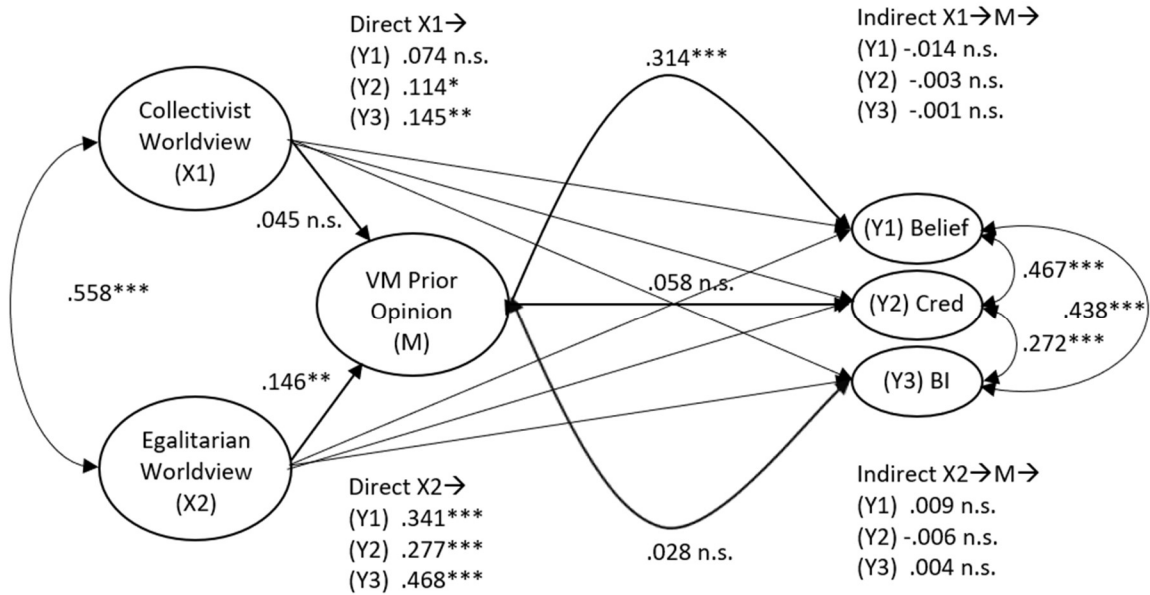 Direct X1→
(Y1) .074 n.s.
(Y2) .114*
(Y3) .145**
Indirect X1→M→
(Y1) -.014 n.s.
(Y2) -.003 n.s.
(Y3) -.001 n.s.
.314***
Collectivist
Worldview
(X1)
.045 n.s.
.558***
VM Prior
Opinion
(M)
.058 n.s.
(Y1) Belief
(Y2) Cred
(Y3) BI
.467***
.438***
.272***
.146**
Egalitarian
Worldview
(X2)
Direct X2→
(Y1) .341***
(Y2) .277***
(Y3) .468***
.028 n.s.
Indirect X2→M→
(Y1) .009 n.s.
(Y2) -.006 n.s.
(Y3) .004 n.s.